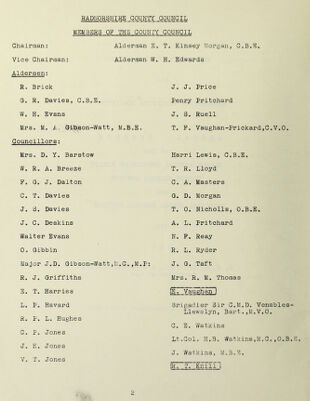 RADNORSHIRE COUNTY COUNCIL
MEMBERS OF THE COUNTY COUNCIL
Chairman: Alderman E. T. Kinsey Morgan, C.B.E.
Vice Chairman: Alderman W. H. Edwards
Aldermen:
R. Brick J. J. Price
G. R. Davies, C.B.E. Penry Pritchard
W. H. Evans J. S. Ruell
Mrs. M. A. Gibson-Watt, M.B.E. T. F. Vaughan-Prickard, C.V.O.
Councillors:
Mrs. D. Y. Barstow Harri Lewis, C.B.E.
W. R. A. Breeze T. R. Lloyd
F. G. J. Dalton C. A. Masters
C. T. Davies G. D. Morgan
J. S. Davies T. O. Nicholls, O.B.E.
J. C. Deakins A. L. Pritchard
Walter Evans N. F. Reay
O. Gibbin R. L. Ryder
Major J.D. Gibson-Watt, M.C., M.P: J. G. Taft
R. J. Griffiths Mrs. R. M. Thomas
E. T. Harries E. Vaughan
L. P. Havard Brigadier Sir C.M.D. Venables-
Llewelyn, Bart., M.V.O.
R. P. L. Hughes C. E. Watkins
C. P. Jones Lt.Col. H.B. Watkins, M.C., O.B.E.
J. E. Jones J. Watkins, M.B.E.
V. T. Jones
2